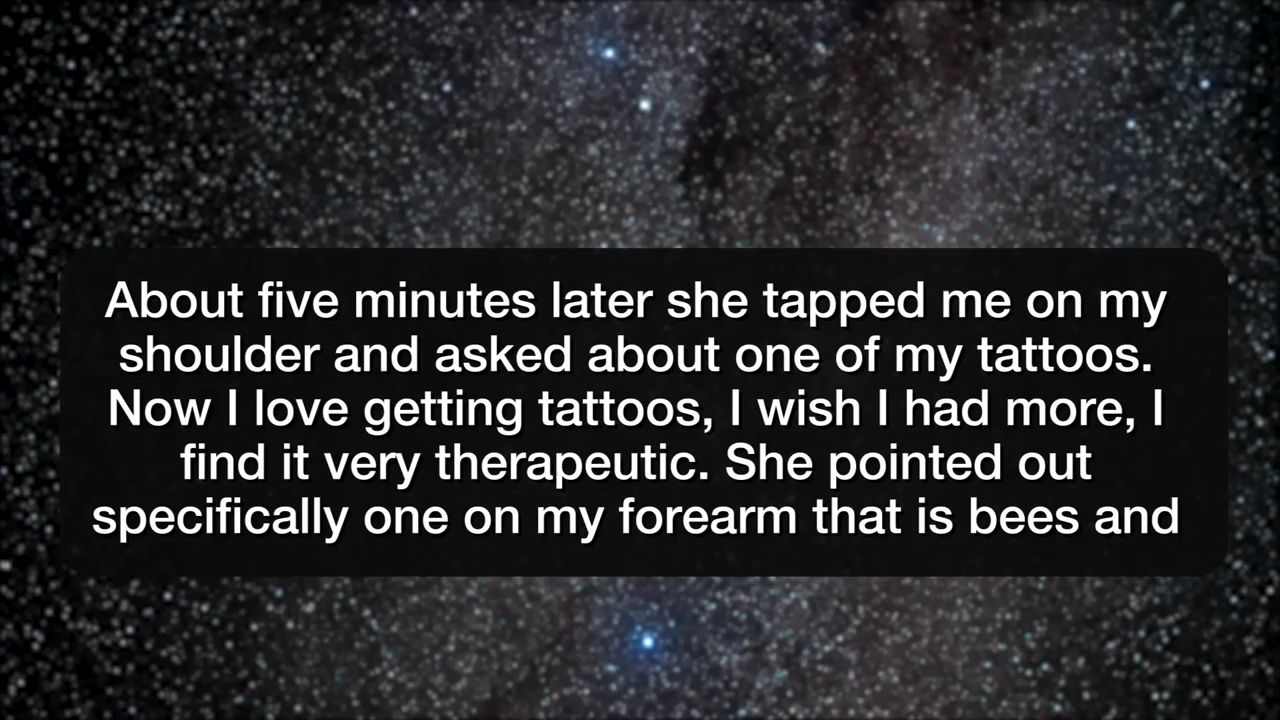 About five minutes later she tapped me on my
shoulder and asked about one of my tattoos.
Now I love getting tattoos, I wish I had more, I
find it very therapeutic. She pointed out
specifically one on my forearm that is bees and